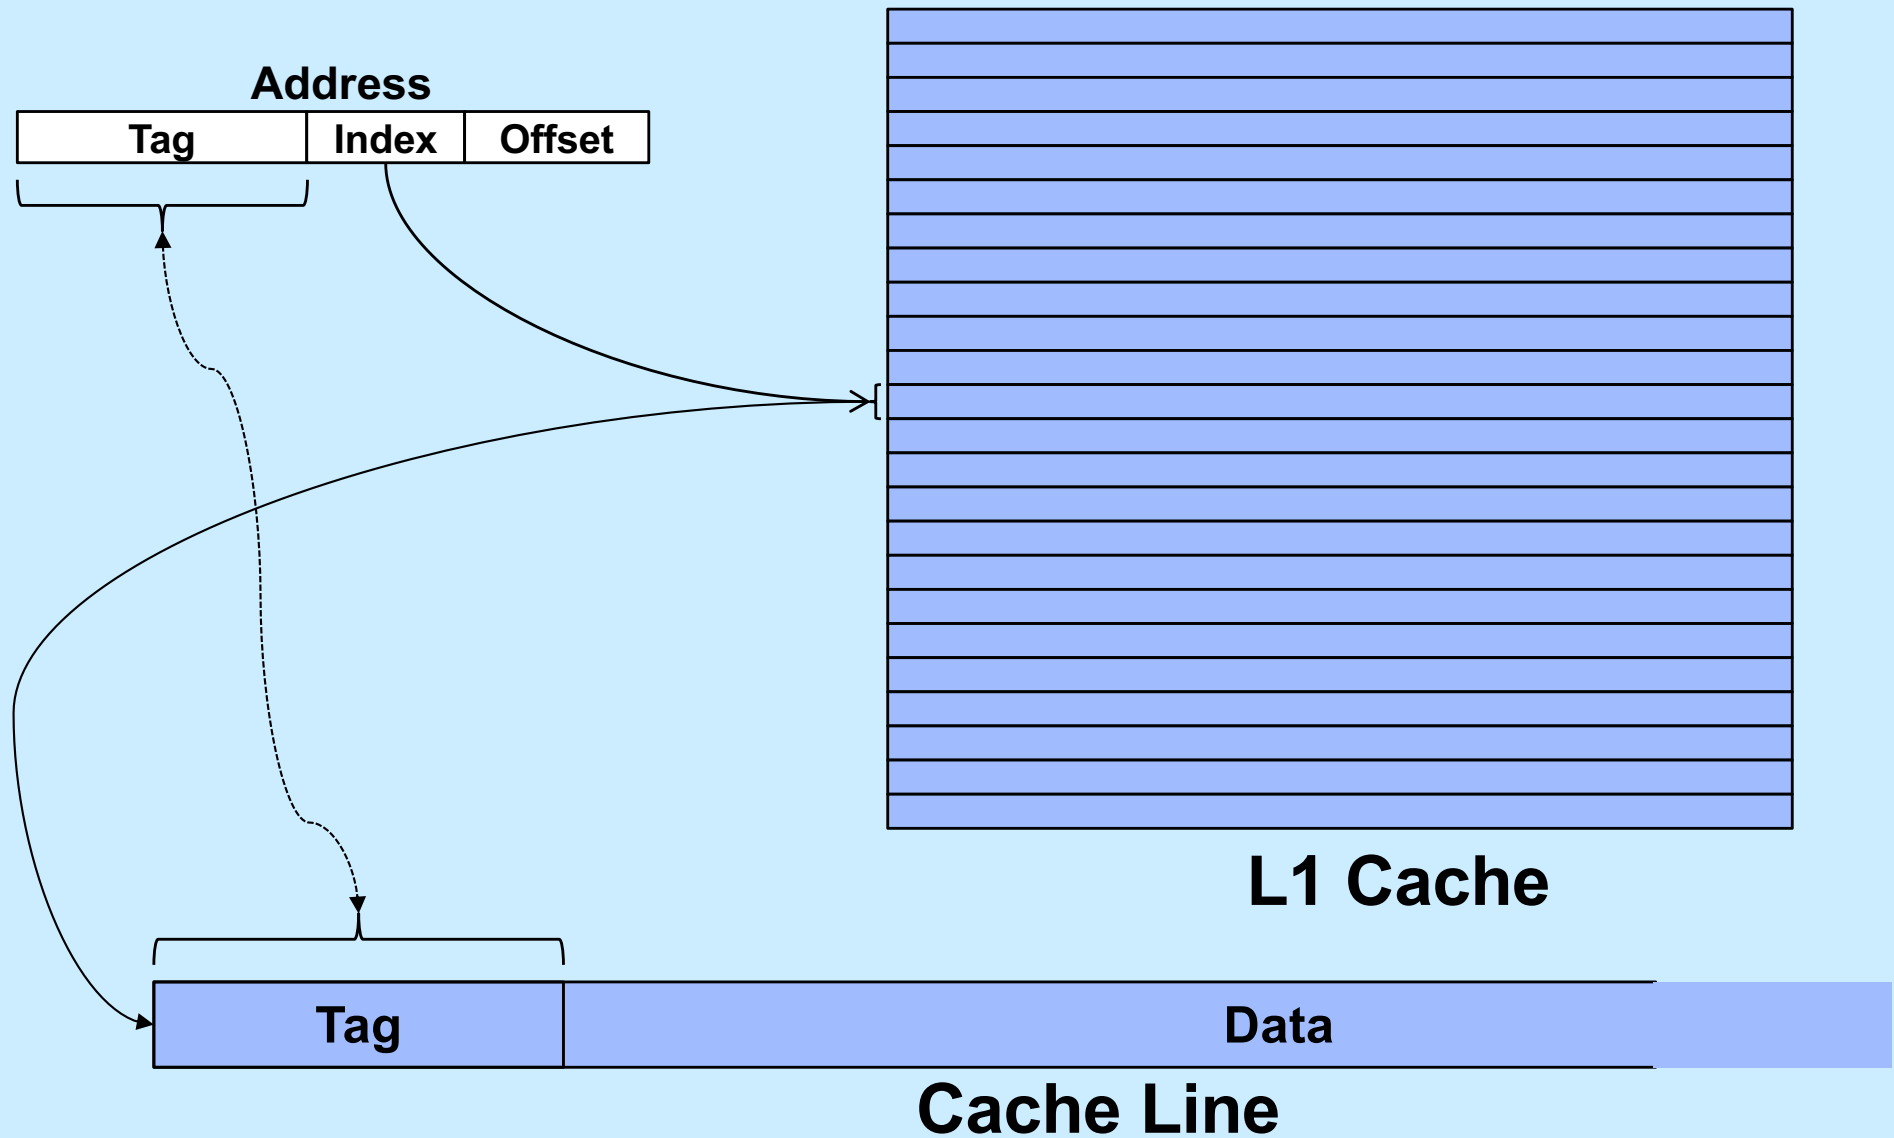 Address
Tag Index Offset
L1 Cache
Tag Data
Cache Line